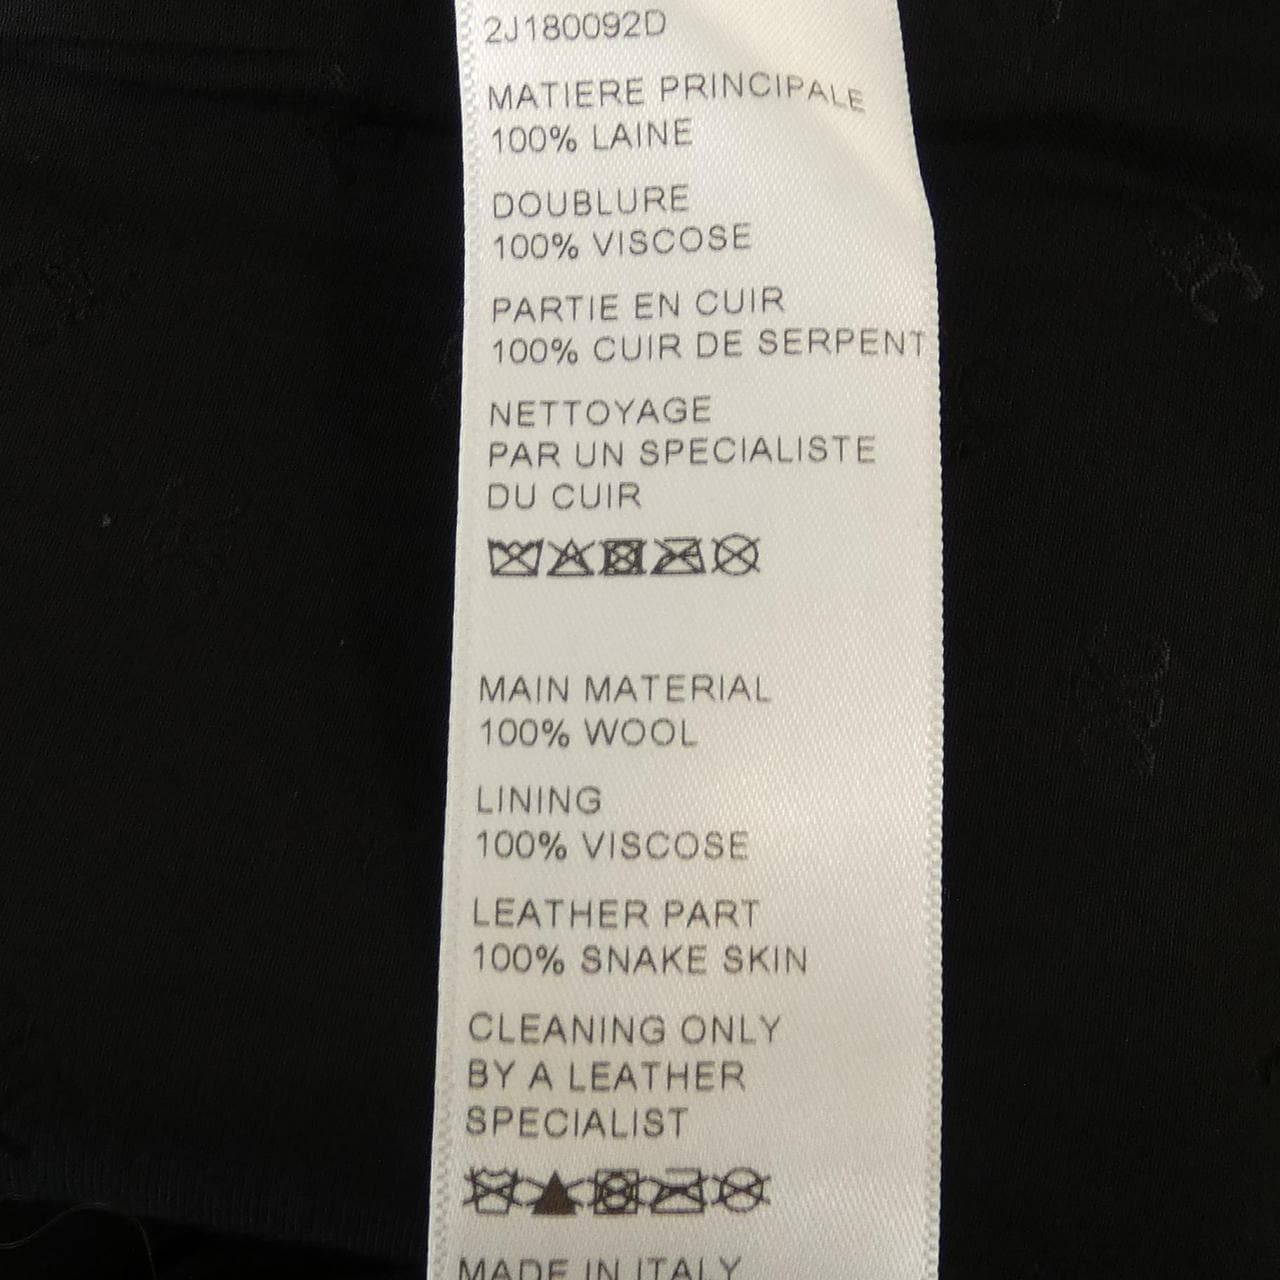 2J180092D
MATIERE PRINCIPALE
100% LAINE
DOUBLURE
100% VISCOSE
PARTIE EN CUIR
100% CUIR DE SERPENT
NETTOYAGE
PAR UN SPECIALISTE
DU CUIR
MAIN MATERIAL
100% WOOL
LINING
100% VISCOSE
LEATHER PART
100% SNAKE SKIN
CLEANING ONLY
BY A LEATHER
SPECIALIST
MADE IN ITALY